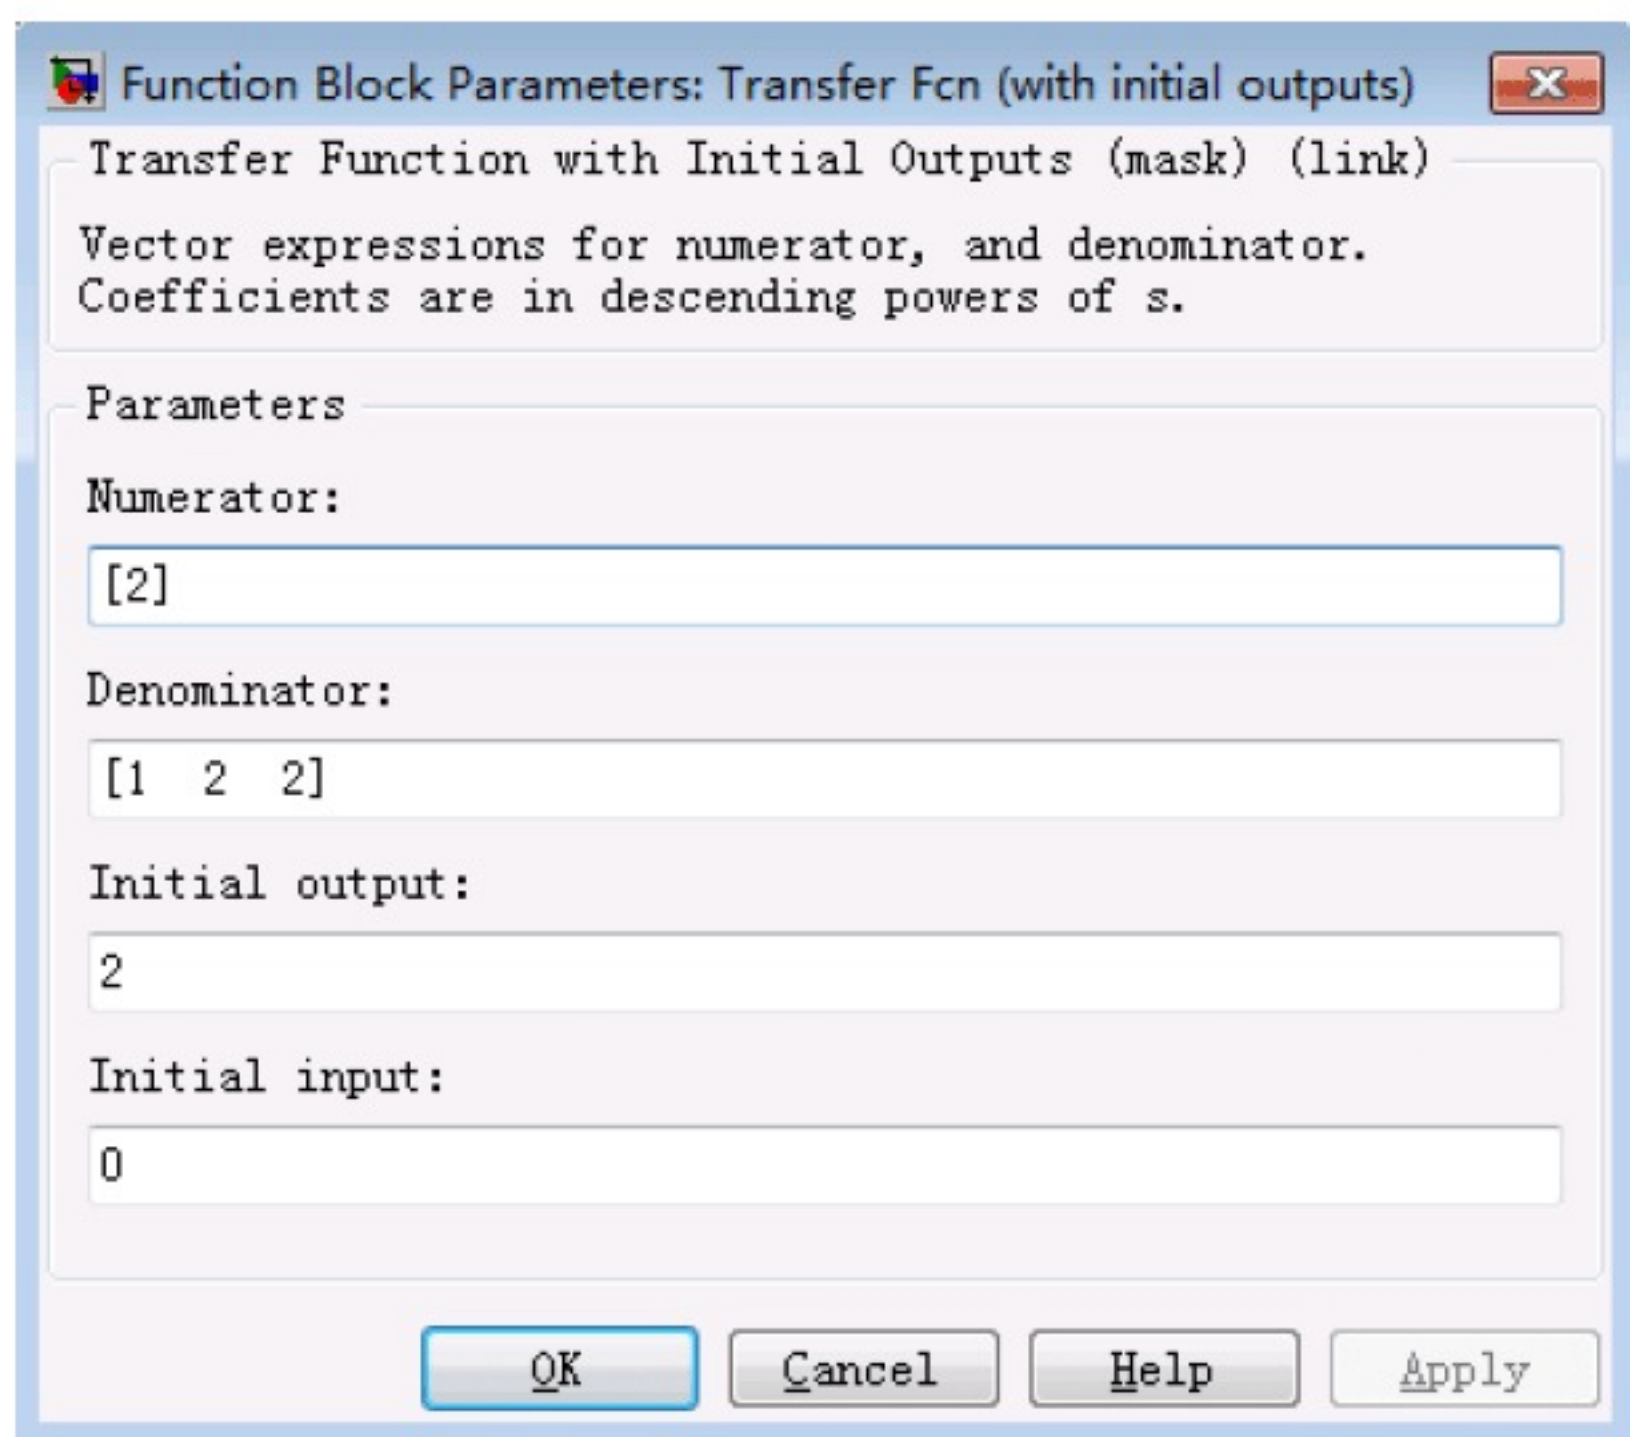 Function Block Parameters: Transfer Fcn (with initial outputs)
Transfer Function with Initial Outputs (mask) (link)
Vector expressions for numerator, and denominator.
Coefficients are in descending powers of s.
Parameters
Numerator:
[2]
Denominator:
[1  2  2]
Initial output:
2
Initial input:
0
OK Cancel Help Apply